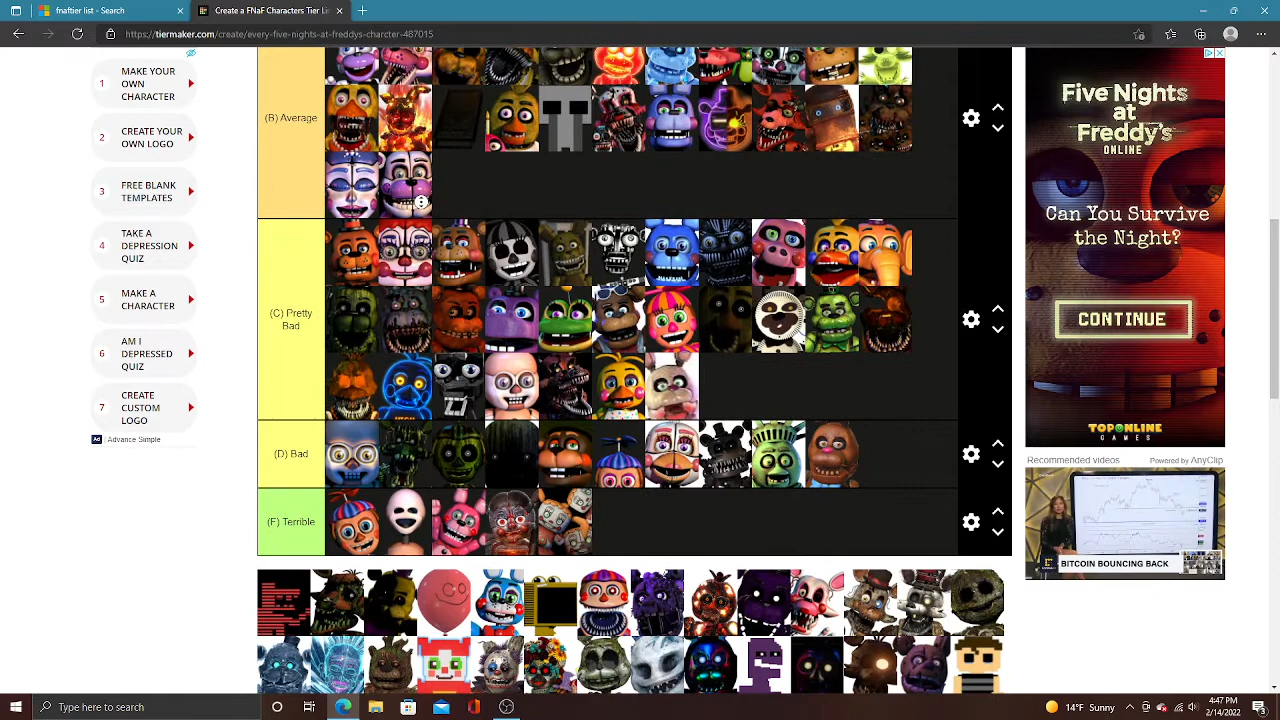 matter lair - Search
Create a FNaF Characters Tier List
https://tiermaker.com/create/every-five-nights-at-freddys-charcter-487015
1 MAKE YOUR
OWN
CHARACTER
2 CREATE YOUR
OWN LOGO
3 FREE BLANK
TEMPLATES
4 TAKE A
DEPRESSION
QUIZ
5 MAKE A
CHARACTER
6 AM I
DEPRESSED
QUIZ
7 CREATE
CUSTOM
LOGO
Ad Advance Simple
(B) Average
(C) Pretty
Bad
(D) Bad
(F) Terrible
Five Nights
at
Freddy's
ONLINE
Can You Survive
the Night?
CONTINUE
TOPONLINE
GAMES
Recommended videos
Powered by AnyClip
BITCOIN BOUNCING BACK
Type here to search
14°F Sunny
4:47 PM
2/14/2022